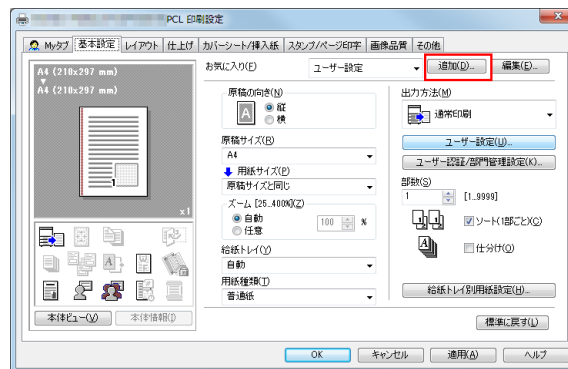 PCL 印刷設定
Myタブ 基本設定 レイアウト 仕上げ カバーシート/挿入紙 スタンプ/ページ印字 画像品質 その他
A4 (210x297 mm)
A4 (210x297 mm)
1
x1
本体ビュー(V) 本体情報(I)
お気に入り(F) ユーザー設定 追加(D)... 編集(E)...
原稿の向き(N)
A
縦
横
原稿サイズ(R)
A4
用紙サイズ(P)
原稿サイズと同じ
ズーム [25..400%](Z)
自動
任意
100 %
給紙トレイ(Y)
自動
用紙種類(T)
普通紙
出力方法(M)
通常印刷
ユーザー設定(U)...
ユーザー認証/部門管理設定(K)...
部数(S)
1 [1..9999]
ソート(1部ごと)(C)
仕分け(O)
給紙トレイ別用紙設定(H)...
標準に戻す(L)
OK キャンセル 適用(A) ヘルプ